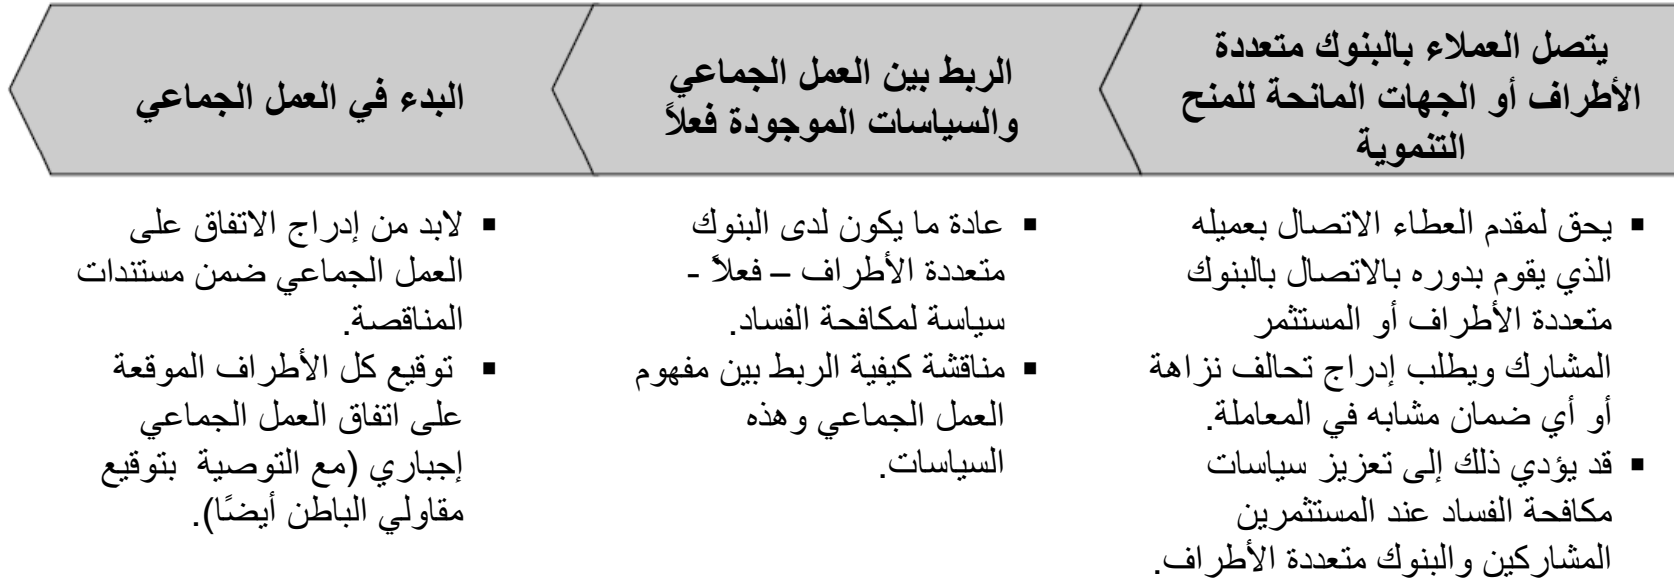 يتصل العملاء بالبنوك متعددة
الأطراف أو الجهات المانحة للمنح
التنموية
الربط بين العمل الجماعي
والسياسات الموجودة فعلاً
البدء في العمل الجماعي
▪ يحق لمقدم العطاء الاتصال بعميله
الذي يقوم بدوره بالاتصال بالبنوك
متعددة الأطراف أو المستثمر
المشارك ويطلب إدراج تحالف نزاهة
أو أي ضمان مشابه في المعاملة.
▪ قد يؤدي ذلك إلى تعزيز سياسات
مكافحة الفساد عند المستثمرين
المشاركين والبنوك متعددة الأطراف.
▪ عادة ما يكون لدى البنوك
متعددة الأطراف – فعلاً -
سياسة لمكافحة الفساد.
▪ مناقشة كيفية الربط بين مفهوم
العمل الجماعي وهذه
السياسات.
▪ لابد من إدراج الاتفاق على
العمل الجماعي ضمن مستندات
المناقصة.
▪ توقيع كل الأطراف الموقعة
على اتفاق العمل الجماعي
إجباري (مع التوصية بتوقيع
مقاولي الباطن أيضًا).